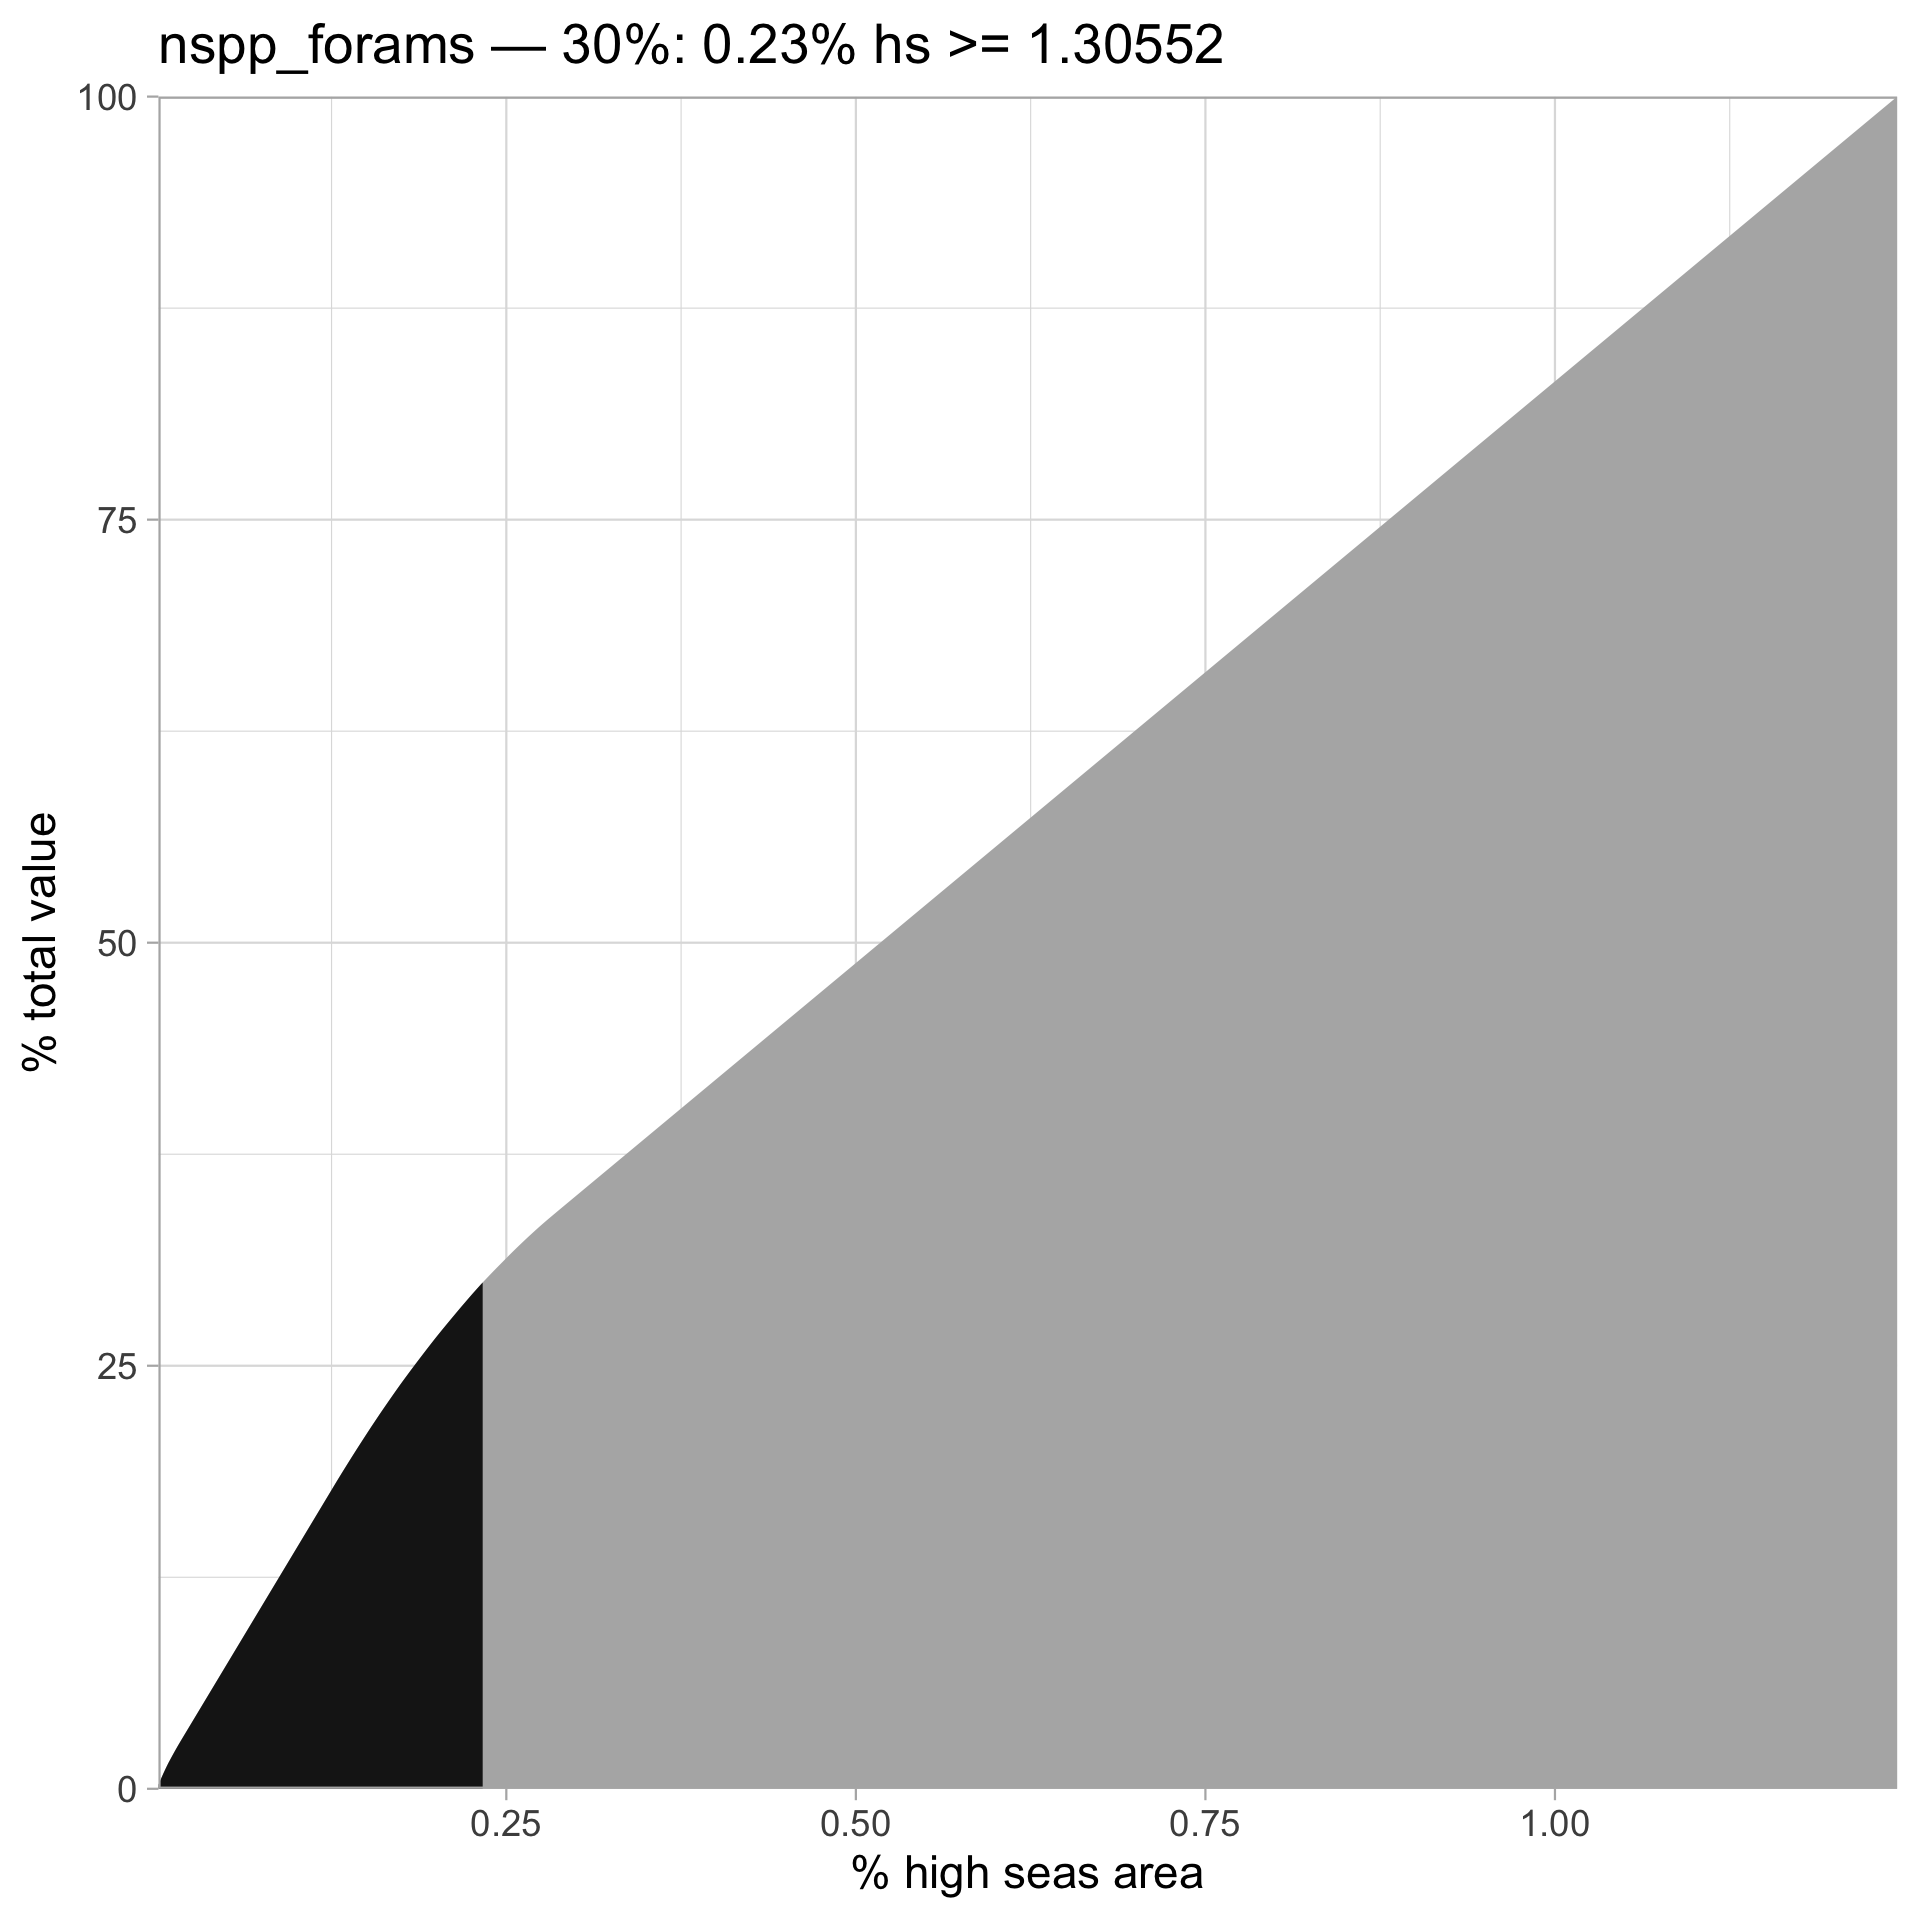 nspp_forams — 30%: 0.23% hs >= 1.30552
100
75
50
25
0
% total value
0.25 0.50 0.75 1.00
% high seas area